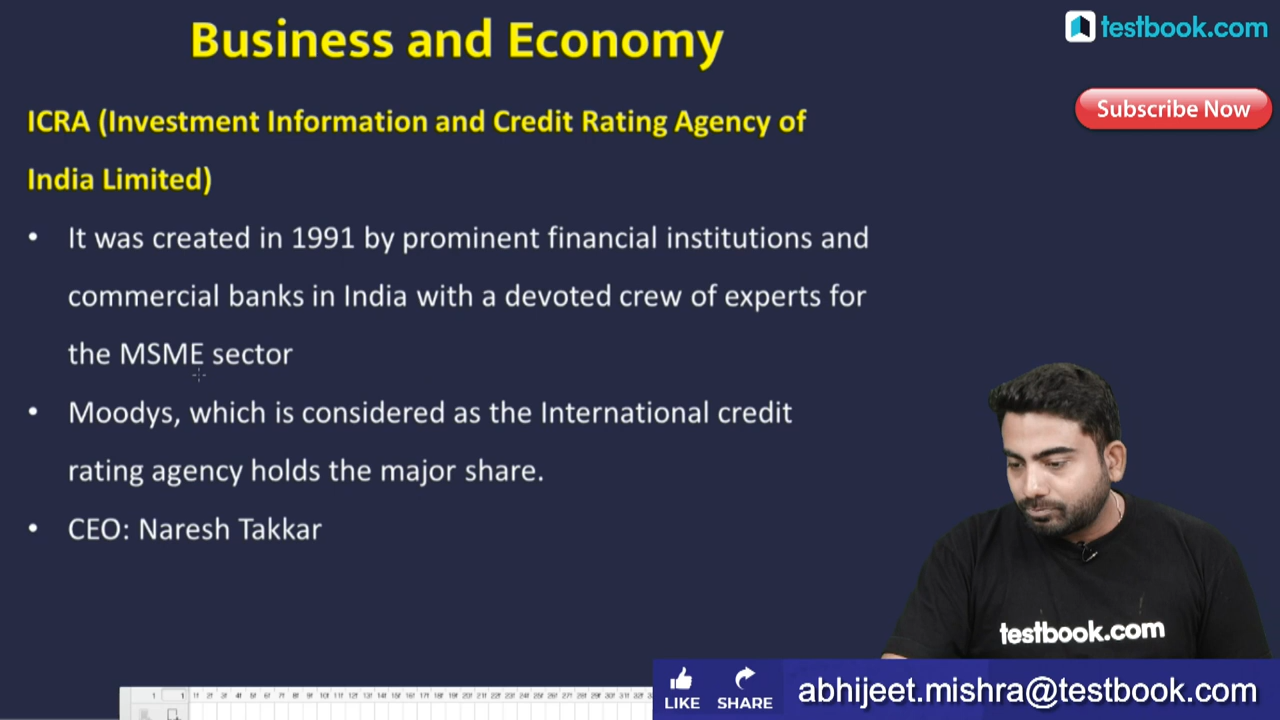 Business and Economy
testbook.com
Subscribe Now
ICRA (Investment Information and Credit Rating Agency of
India Limited)
• It was created in 1991 by prominent financial institutions and
commercial banks in India with a devoted crew of experts for
the MSME sector
• Moodys, which is considered as the International credit
rating agency holds the major share.
• CEO: Naresh Takkar
testbook.com
LIKE SHARE
abhijeet.mishra@testbook.com